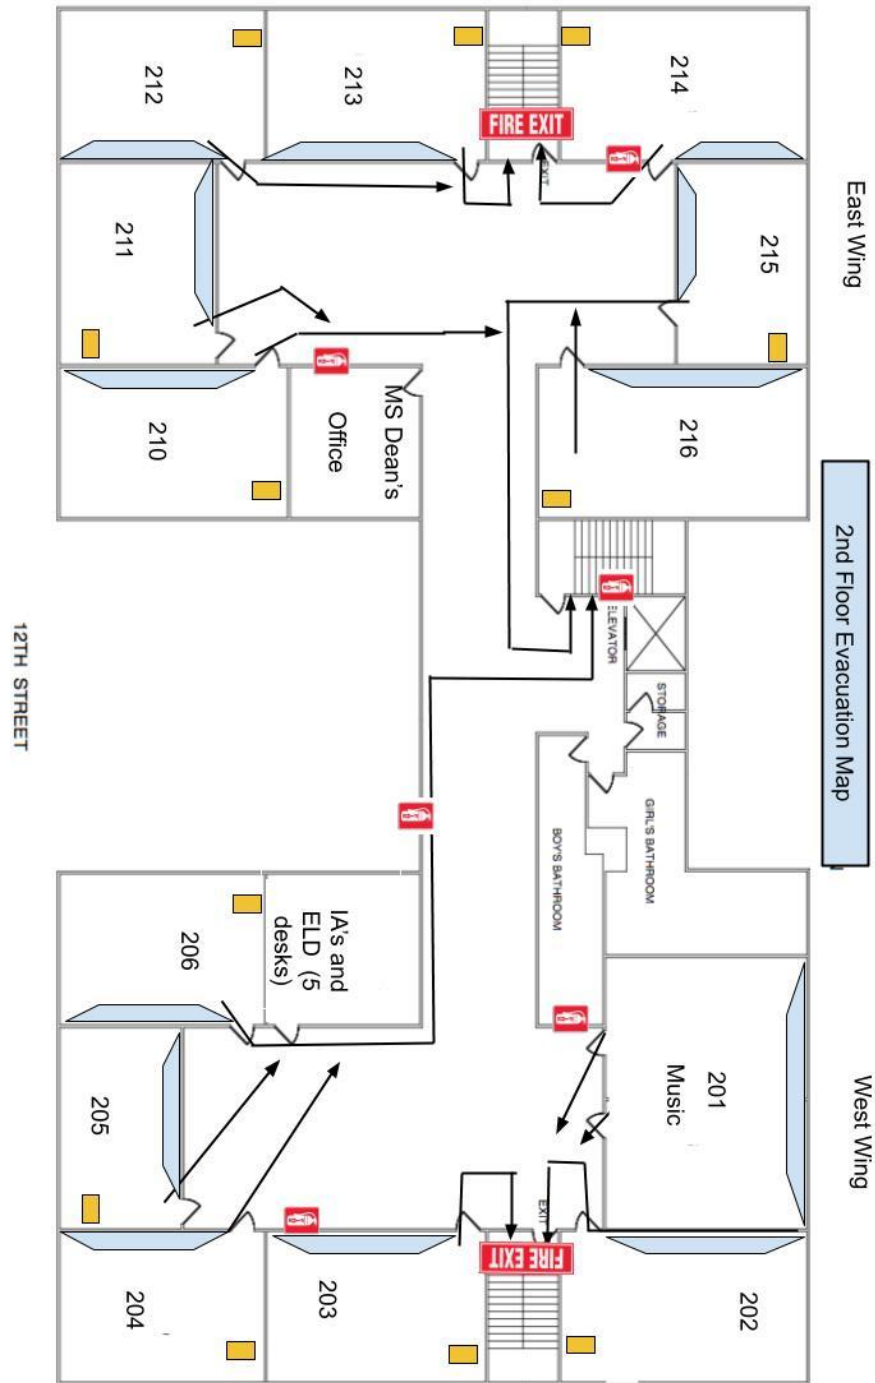 2nd Floor Evacuation Map
East Wing
West Wing
212
213
214
FIRE EXIT
EXIT
211
215
210
MS Dean's
Office
216
ELEVATOR
STORAGE
GIRL'S BATHROOM
BOY'S BATHROOM
12TH STREET
206
IA's and
ELD (5
desks)
201
Music
205
EXIT
FIRE EXIT
204
203
202